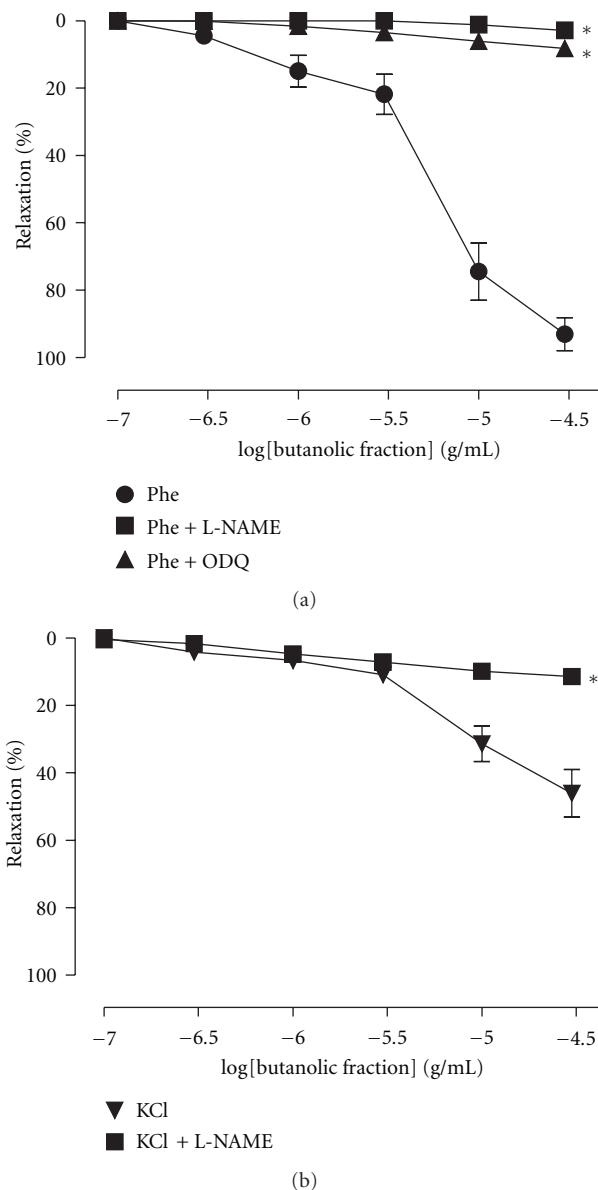 0
20
40
60
80
100
Relaxation (%)
−7 −6.5 −6 −5.5 −5 −4.5
log[butanolic fraction] (g/mL)
*
*
Phe
Phe + L-NAME
Phe + ODQ
(a)
0
20
40
60
80
100
Relaxation (%)
−7 −6.5 −6 −5.5 −5 −4.5
log[butanolic fraction] (g/mL)
*
KCl
KCl + L-NAME
(b)